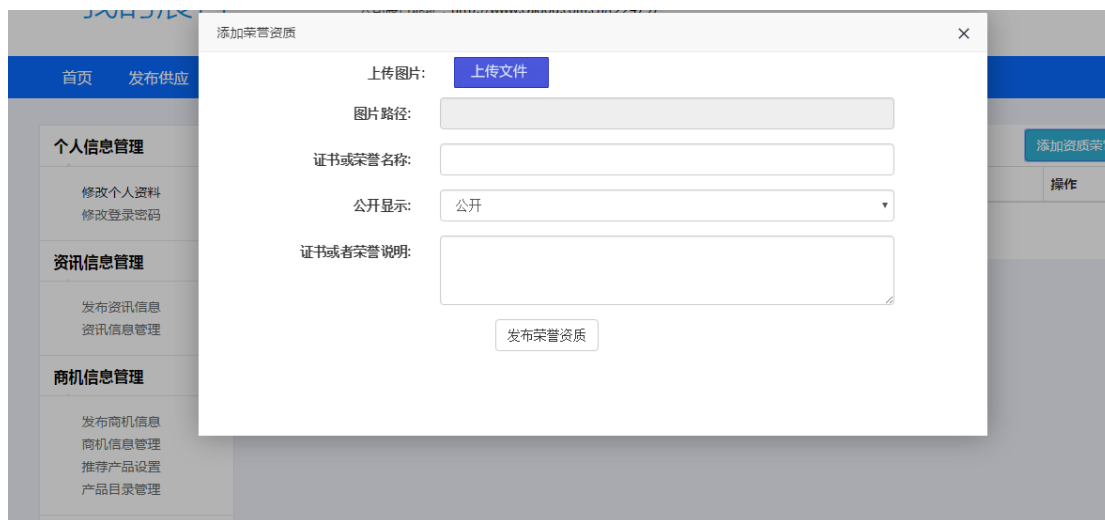 添加荣誉资质
首页 发布供应
上传图片: 上传文件
图片路径:
个人信息管理
证书或荣誉名称:
添加资质荣
修改个人资料
操作
修改登录密码
公开显示: 公开
资讯信息管理
证书或者荣誉说明:
发布资讯信息
资讯信息管理
发布荣誉资质
商机信息管理
发布商机信息
商机信息管理
推荐产品设置
产品目录管理